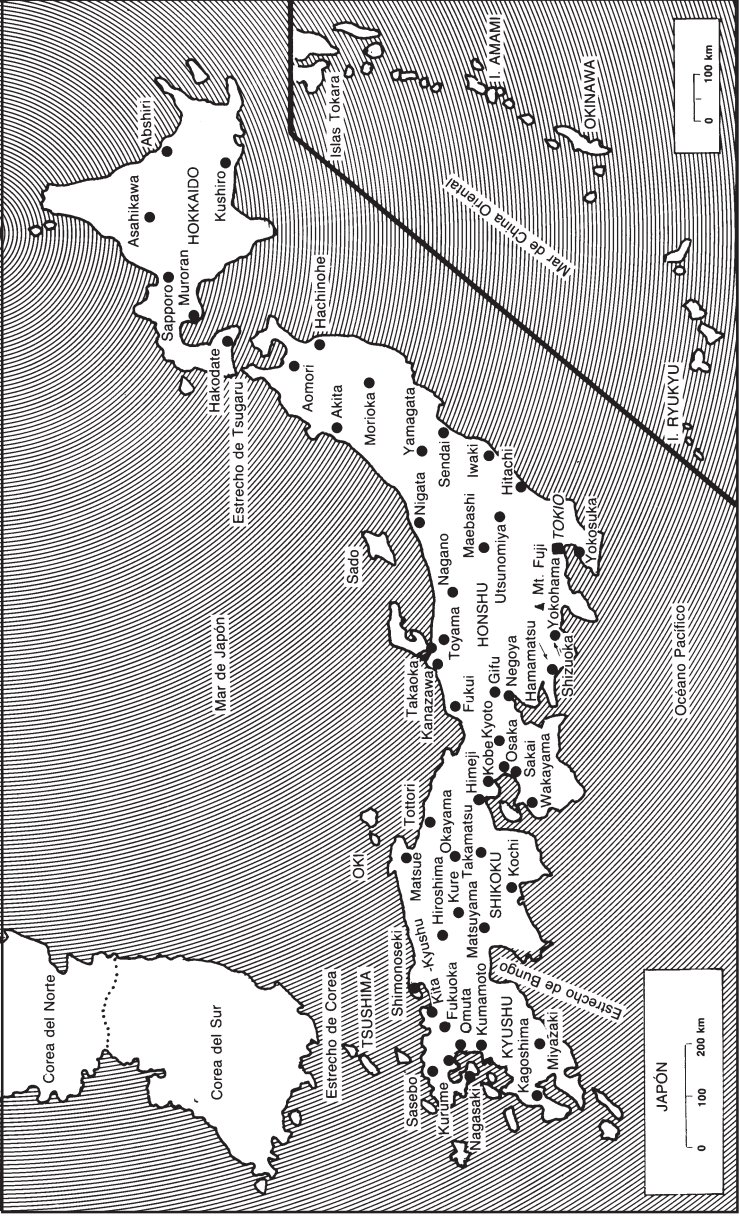 Corea del Norte
Corea del Sur
Mar de Japón
Estrecho de Corea
TSUSHIMA
OKI
Sado
Estrecho de Tsugaru
Hakodate
Sapporo
Muroran
Asahikawa
HOKKAIDO
Abshiri
Kushiro
Hachinohe
Aomori
Akita
Morioka
Yamagata
Sendai
Nigata
Iwaki
Hitachi
Maebashi
Utsunomiya
Nagano
TOKIO
Yokosuka
Mt. Fuji
Yokohama
HONSHU
Toyama
Takaoka
Kanazawa
Fukui
Gifu
Negoya
Hamamatsu
Shizuoka
Kyoto
Kobe
Osaka
Sakai
Wakayama
Himeji
Tottori
Okayama
Takamatsu
Matsue
Hiroshima
Kure
Matsuyama
SHIKOKU
Kochi
Shimonoseki
Kita-Kyushu
Fukuoka
Omuta
Kumamoto
KYUSHU
Kagoshima
Miyazaki
Sasebo
Kurume
Nagasaki
Estrecho de Bungo
Océano Pacífico
Islas Tokara
I. AMAMI
OKINAWA
Mar de China Oriental
I. RYUKYU
0 100 km
JAPÓN
0 100 200 km